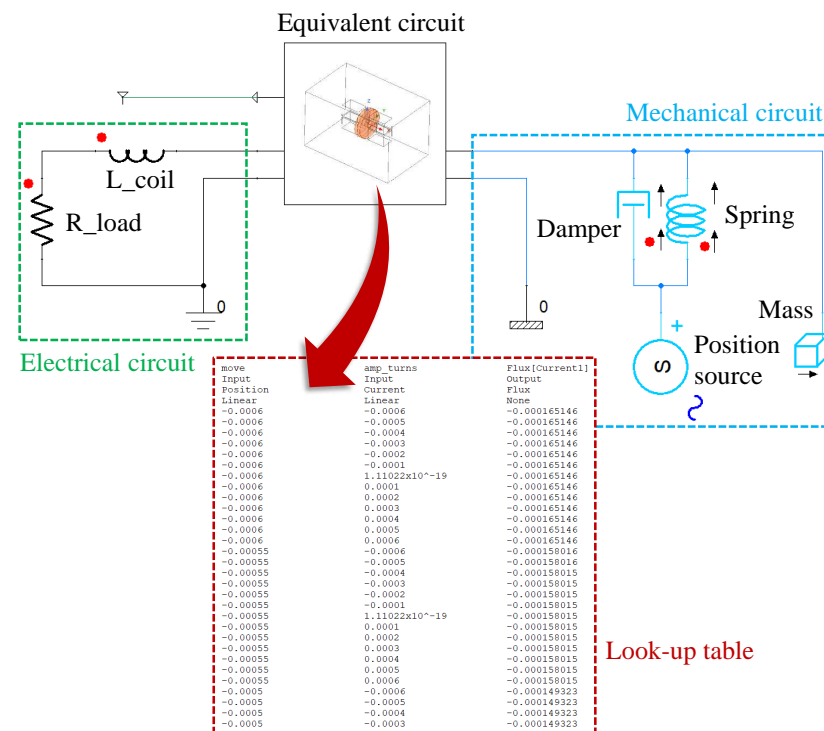 Equivalent circuit
Mechanical circuit
L_coil
R_load
Damper
Spring
0
0
Mass
Position
source
S
Electrical circuit
move amp_turns Flux[Current1]
Input Input Output
Position Current Flux
Linear Linear None
-0.0006 -0.0006 -0.000165146
-0.0006 -0.0005 -0.000165146
-0.0006 -0.0004 -0.000165146
-0.0006 -0.0003 -0.000165146
-0.0006 -0.0002 -0.000165146
-0.0006 -0.0001 -0.000165146
-0.0006 1.11022x10^-19 -0.000165146
-0.0006 0.0001 -0.000165146
-0.0006 0.0002 -0.000165146
-0.0006 0.0003 -0.000165146
-0.0006 0.0004 -0.000165146
-0.0006 0.0005 -0.000165146
-0.0006 0.0006 -0.000165146
-0.00055 -0.0006 -0.000158016
-0.00055 -0.0005 -0.000158016
-0.00055 -0.0004 -0.000158015
-0.00055 -0.0003 -0.000158015
-0.00055 -0.0002 -0.000158015
-0.00055 -0.0001 -0.000158015
-0.00055 1.11022x10^-19 -0.000158015
-0.00055 0.0001 -0.000158015
-0.00055 0.0002 -0.000158015
-0.00055 0.0003 -0.000158015
-0.00055 0.0004 -0.000158015
-0.00055 0.0005 -0.000158015
-0.00055 0.0006 -0.000158015
-0.0005 -0.0006 -0.000149323
-0.0005 -0.0005 -0.000149323
-0.0005 -0.0004 -0.000149323
-0.0005 -0.0003 -0.000149323
Look-up table